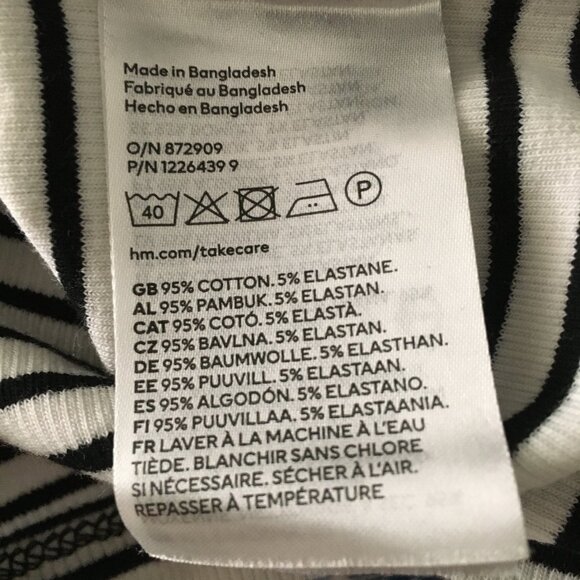 Made in Bangladesh
Fabriqué au Bangladesh
Hecho en Bangladesh
O/N 872909
P/N 1226439 9
40 P
hm.com/takecare
GB 95% COTTON. 5% ELASTANE.
AL 95% PAMBUK. 5% ELASTAN.
CAT 95% COTÓ. 5% ELASTÀ.
CZ 95% BAVLNA. 5% ELASTAN.
DE 95% BAUMWOLLE. 5% ELASTHAN.
EE 95% PUUVILL. 5% ELASTAAN.
ES 95% ALGODÓN. 5% ELASTANO.
FI 95% PUUVILLAA. 5% ELASTAANIA.
FR LAVER À LA MACHINE À L'EAU
TIÈDE. BLANCHIR SANS CHLORE
SI NÉCESSAIRE. SÉCHER À L'AIR.
REPASSER À TEMPÉRATURE